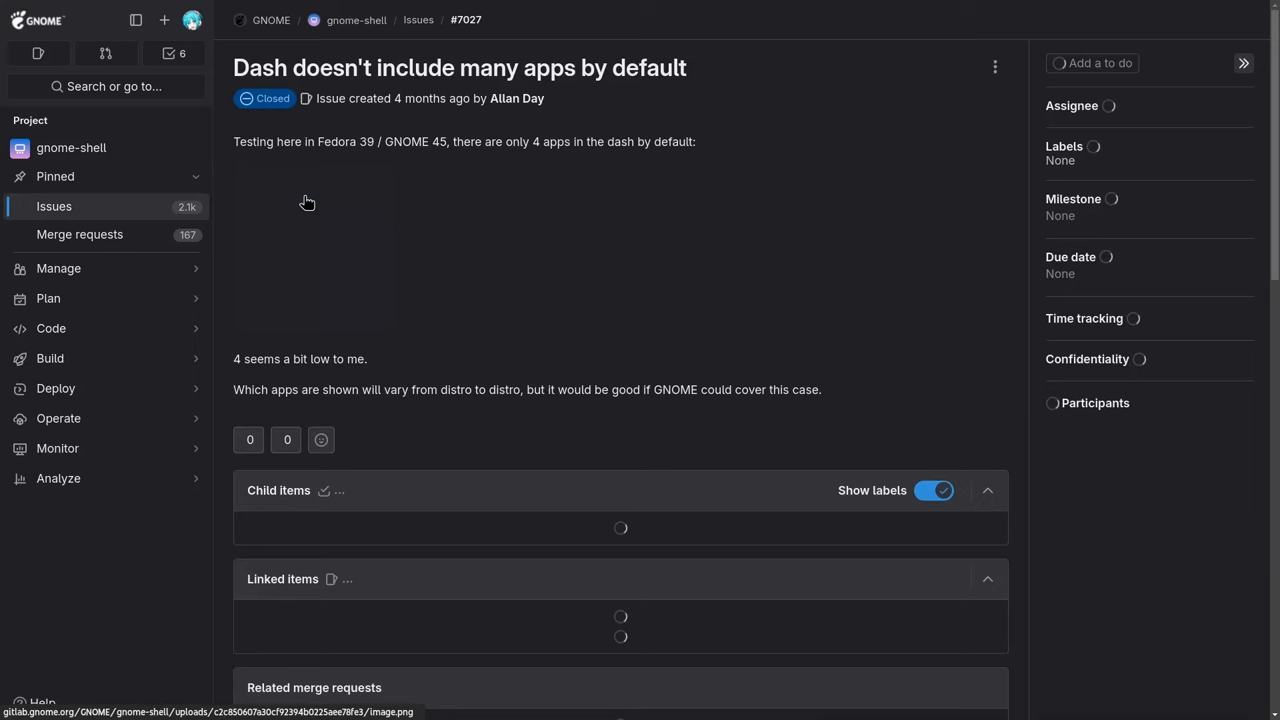 GNOME
GNOME / gnome-shell / Issues / #7027
6
Search or go to...
Project
gnome-shell
Pinned
Issues 2.1k
Merge requests 167
Manage
Plan
Code
Build
Deploy
Operate
Monitor
Analyze
Help
Dash doesn't include many apps by default
Closed Issue created 4 months ago by Allan Day
Testing here in Fedora 39 / GNOME 45, there are only 4 apps in the dash by default:
4 seems a bit low to me.
Which apps are shown will vary from distro to distro, but it would be good if GNOME could cover this case.
0 0
Child items ... Show labels
Linked items ...
Related merge requests
Add a to do
Assignee
Labels
None
Milestone
None
Due date
None
Time tracking
Confidentiality
Participants
gitlab.gnome.org/GNOME/gnome-shell/uploads/c2c850607a30cf92394b0225aee78fe3/image.png